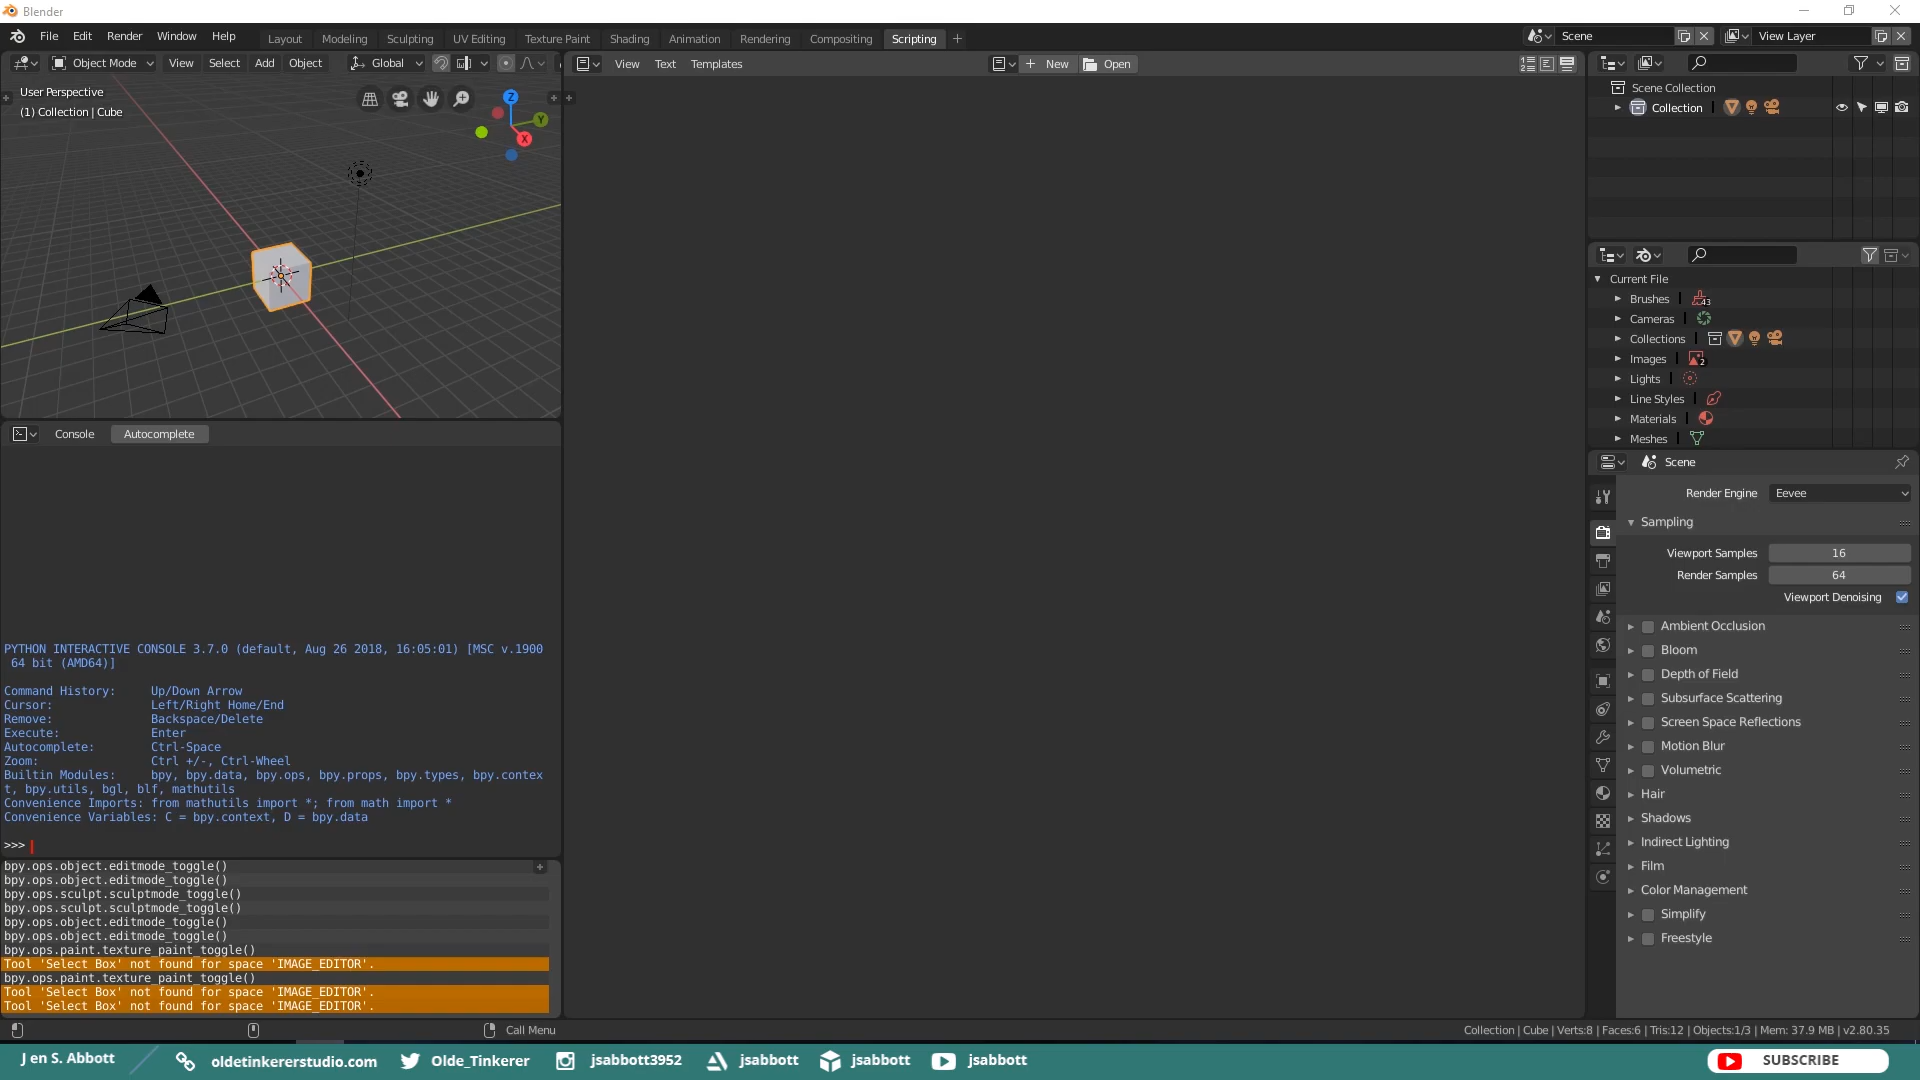 Blender
File Edit Render Window Help
Layout Modeling Sculpting UV Editing Texture Paint Shading Animation Rendering Compositing Scripting
Scene
View Layer
Object Mode View Select Add Object Global
View Text Templates
New Open
User Perspective
(1) Collection | Cube
Z
Y
X
Scene Collection
Collection
Current File
Brushes 43
Cameras
Collections
Images 2
Lights
Line Styles
Materials
Meshes
Console Autocomplete
PYTHON INTERACTIVE CONSOLE 3.7.0 (default, Aug 26 2018, 16:05:01) [MSC v.1900
64 bit (AMD64)]
Command History: Up/Down Arrow
Cursor: Left/Right Home/End
Remove: Backspace/Delete
Execute: Enter
Autocomplete: Ctrl-Space
Zoom: Ctrl +/-, Ctrl-Wheel
Builtin Modules: bpy, bpy.data, bpy.ops, bpy.props, bpy.types, bpy.contex
t, bpy.utils, bgl, blf, mathutils
Convenience Imports: from mathutils import *; from math import *
Convenience Variables: C = bpy.context, D = bpy.data
>>>
bpy.ops.object.editmode_toggle()
bpy.ops.object.editmode_toggle()
bpy.ops.sculpt.sculptmode_toggle()
bpy.ops.sculpt.sculptmode_toggle()
bpy.ops.object.editmode_toggle()
bpy.ops.object.editmode_toggle()
bpy.ops.paint.texture_paint_toggle()
Tool 'Select Box' not found for space 'IMAGE_EDITOR'.
bpy.ops.paint.texture_paint_toggle()
Tool 'Select Box' not found for space 'IMAGE_EDITOR'.
Tool 'Select Box' not found for space 'IMAGE_EDITOR'.
Scene
Render Engine Eevee
Sampling
Viewport Samples 16
Render Samples 64
Viewport Denoising
Ambient Occlusion
Bloom
Depth of Field
Subsurface Scattering
Screen Space Reflections
Motion Blur
Volumetric
Hair
Shadows
Indirect Lighting
Film
Color Management
Simplify
Freestyle
Call Menu
Collection | Cube | Verts:8 | Faces:6 | Tris:12 | Objects:1/3 | Mem: 37.9 MB | v2.80.35
J en S. Abbott oldetinkererstudio.com Olde_Tinkerer jsabbott3952 jsabbott jsabbott jsabbott SUBSCRIBE